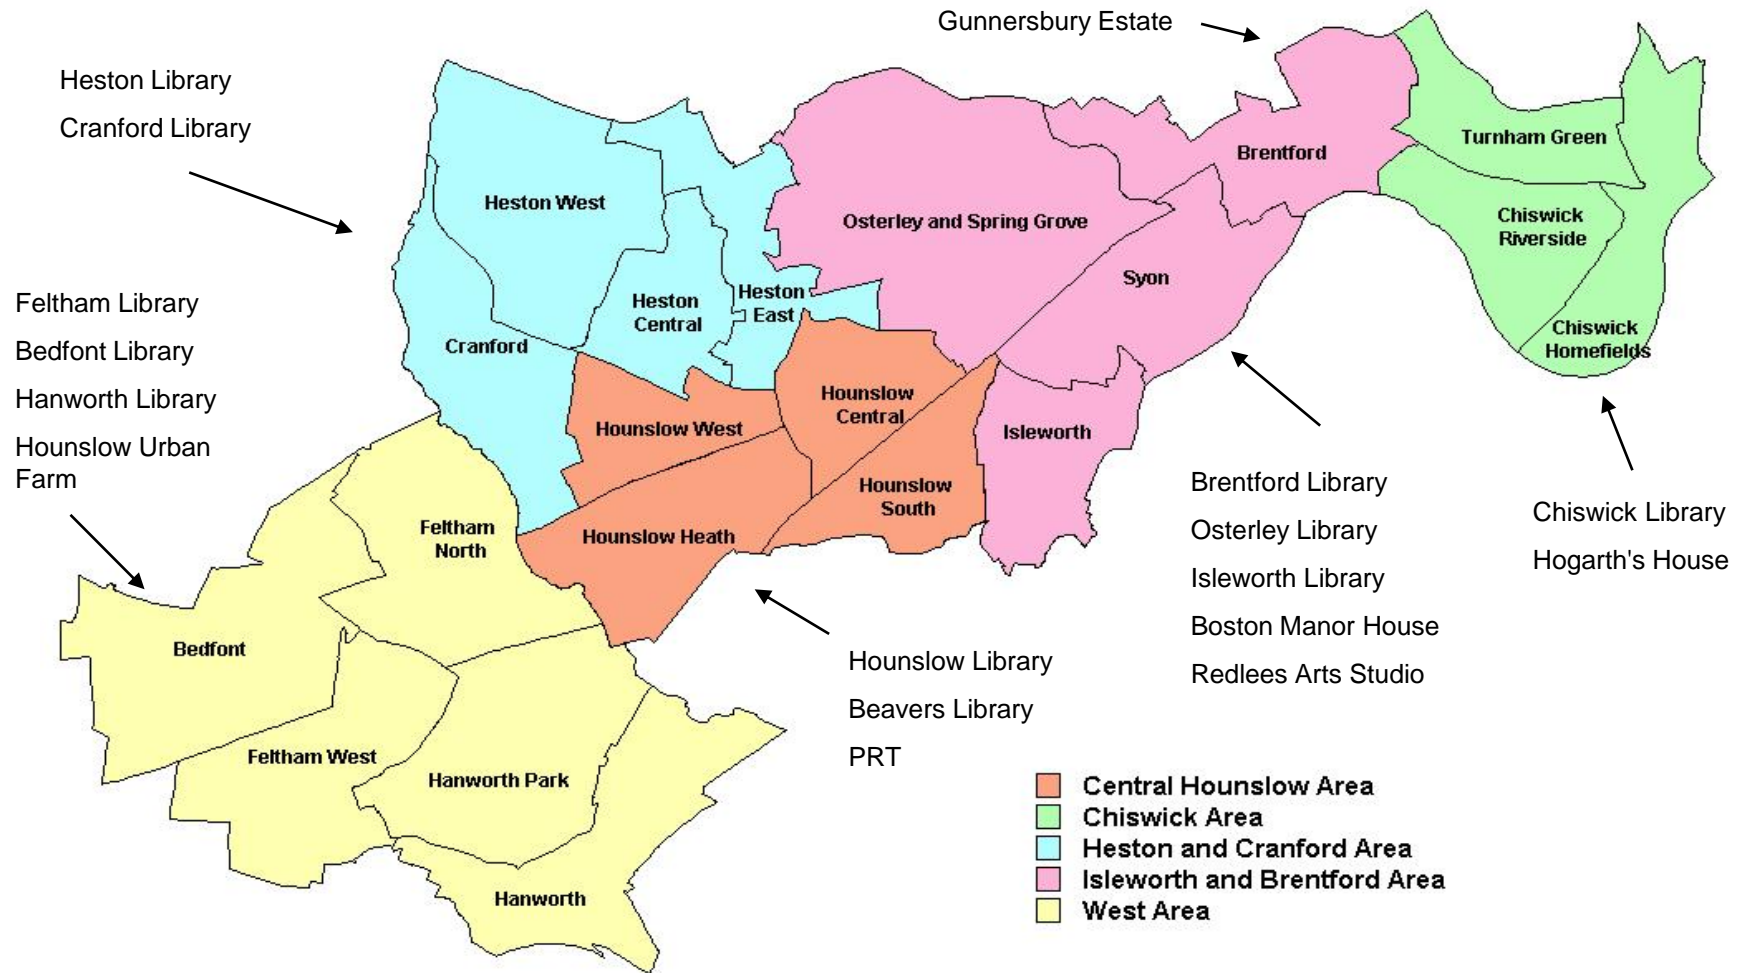 Gunnersbury Estate
Heston Library
Cranford Library
Feltham Library
Bedfont Library
Hanworth Library
Hounslow Urban
Farm
Heston West
Heston
Central
Heston
East
Cranford
Osterley and Spring Grove
Brentford
Syon
Isleworth
Turnham Green
Chiswick
Riverside
Chiswick
Homefields
Hounslow West
Hounslow
Central
Hounslow
South
Hounslow Heath
Feltham
North
Bedfont
Feltham West
Hanworth Park
Hanworth
Hounslow Library
Beavers Library
PRT
Brentford Library
Osterley Library
Isleworth Library
Boston Manor House
Redlees Arts Studio
Chiswick Library
Hogarth's House
Central Hounslow Area
Chiswick Area
Heston and Cranford Area
Isleworth and Brentford Area
West Area